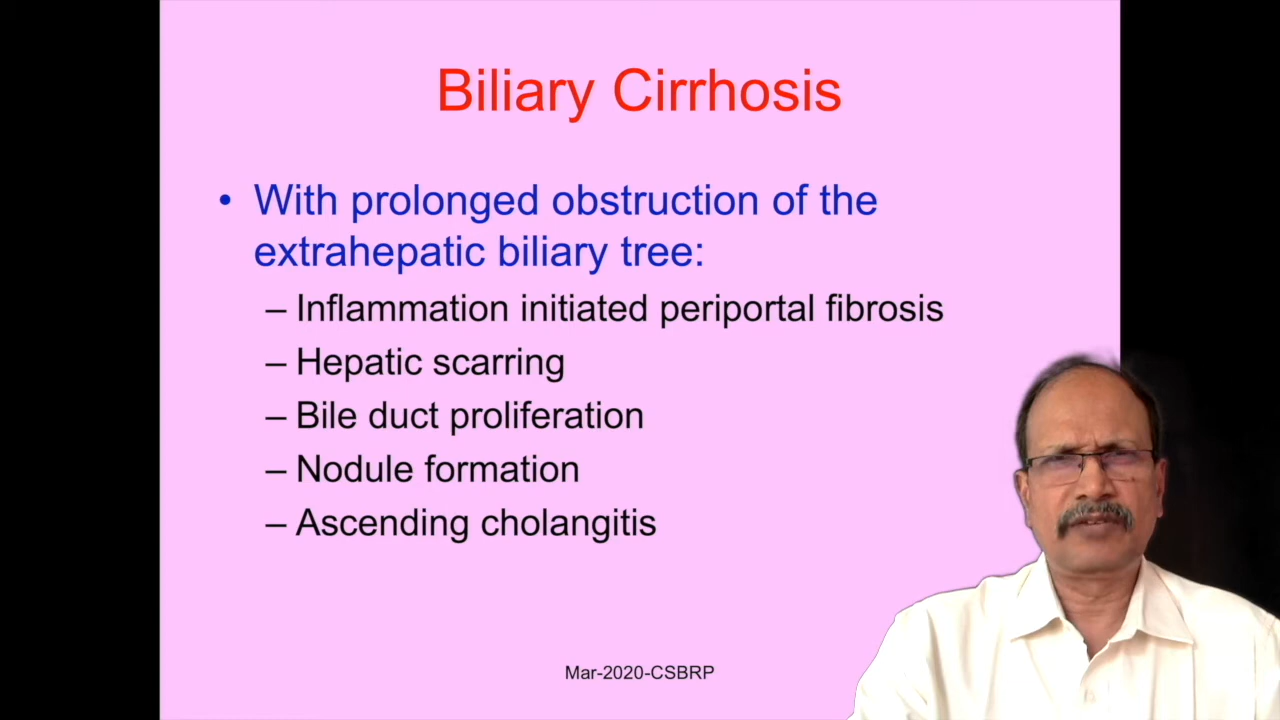 Biliary Cirrhosis
• With prolonged obstruction of the
extrahepatic biliary tree:
– Inflammation initiated periportal fibrosis
– Hepatic scarring
– Bile duct proliferation
– Nodule formation
– Ascending cholangitis
Mar-2020-CSBRP